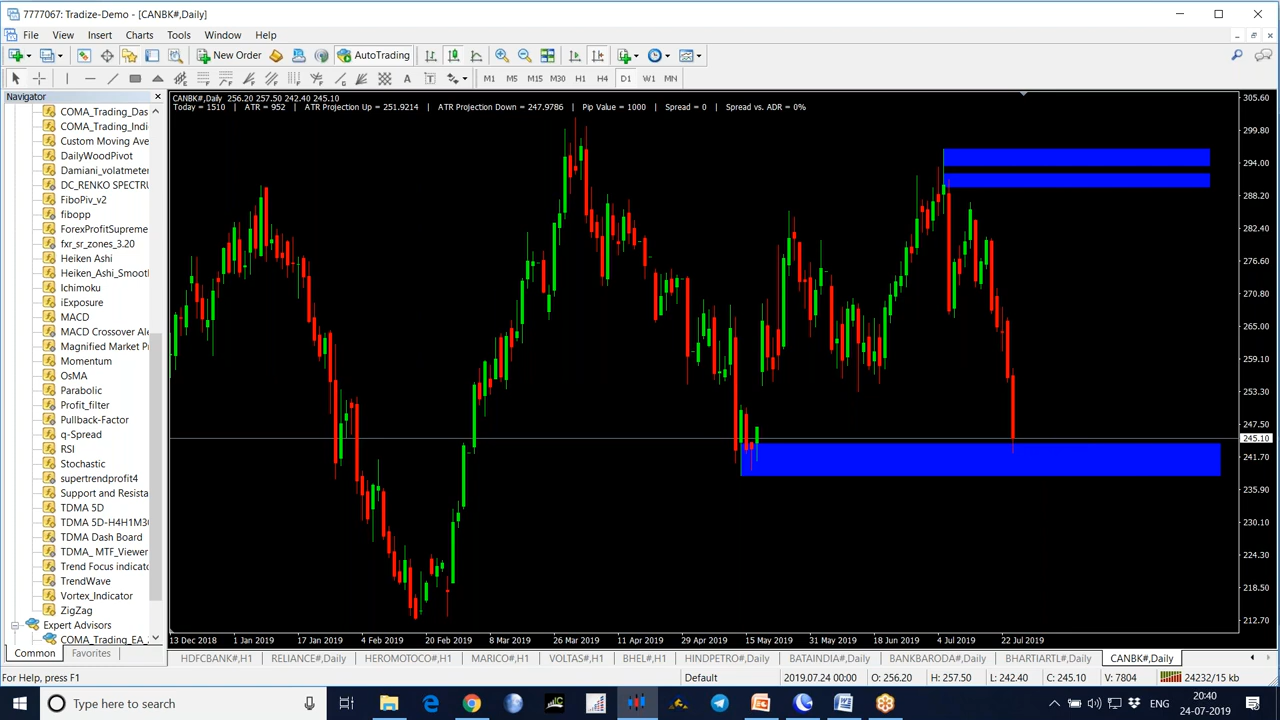 7777067: Tradize-Demo - [CANBK#,Daily]
File View Insert Charts Tools Window Help
New Order AutoTrading
A T M1 M5 M15 M30 H1 H4 D1 W1 MN
Navigator
COMA_Trading_Das
COMA_Trading_Indi
Custom Moving Ave
DailyWoodPivot
Damiani_volatmeter
DC_RENKO SPECTRU
FiboPiv_v2
fibopp
ForexProfitSupreme
fxr_sr_zones_3.20
Heiken Ashi
Heiken_Ashi_Smooth
Ichimoku
iExposure
MACD
MACD Crossover Ale
Magnified Market Pr
Momentum
OsMA
Parabolic
Profit_filter
Pullback-Factor
q-Spread
RSI
Stochastic
supertrendprofit4
Support and Resista
TDMA 5D
TDMA 5D-H4H1M30
TDMA Dash Board
TDMA_ MTF_Viewer
Trend Focus indicato
TrendWave
Vortex_Indicator
ZigZag
Expert Advisors
COMA_Trading_EA
Common Favorites
CANBK#,Daily 256.20 257.50 242.40 245.10
Today = 1510 | ATR = 952 | ATR Projection Up = 251.9214 | ATR Projection Down = 247.9786 | Pip Value = 1000 | Spread = 0 | Spread vs. ADR = 0%
305.60
299.80
294.00
288.20
282.40
276.60
270.80
265.00
259.10
253.30
247.50
245.10
241.70
235.90
230.10
224.30
218.50
212.70
13 Dec 2018 1 Jan 2019 17 Jan 2019 4 Feb 2019 20 Feb 2019 8 Mar 2019 26 Mar 2019 11 Apr 2019 29 Apr 2019 15 May 2019 31 May 2019 18 Jun 2019 4 Jul 2019 22 Jul 2019
HDFCBANK#,H1 RELIANCE#,Daily HEROMOTOCO#,H1 MARICO#,H1 VOLTAS#,H1 BHEL#,H1 HINDPETRO#,Daily BATAINDIA#,Daily BANKBARODA#,Daily BHARTIARTL#,Daily CANBK#,Daily
For Help, press F1 Default 2019.07.24 00:00 O: 256.20 H: 257.50 L: 242.40 C: 245.10 V: 7804 24232/15 kb
Type here to search ENG 20:40
24-07-2019